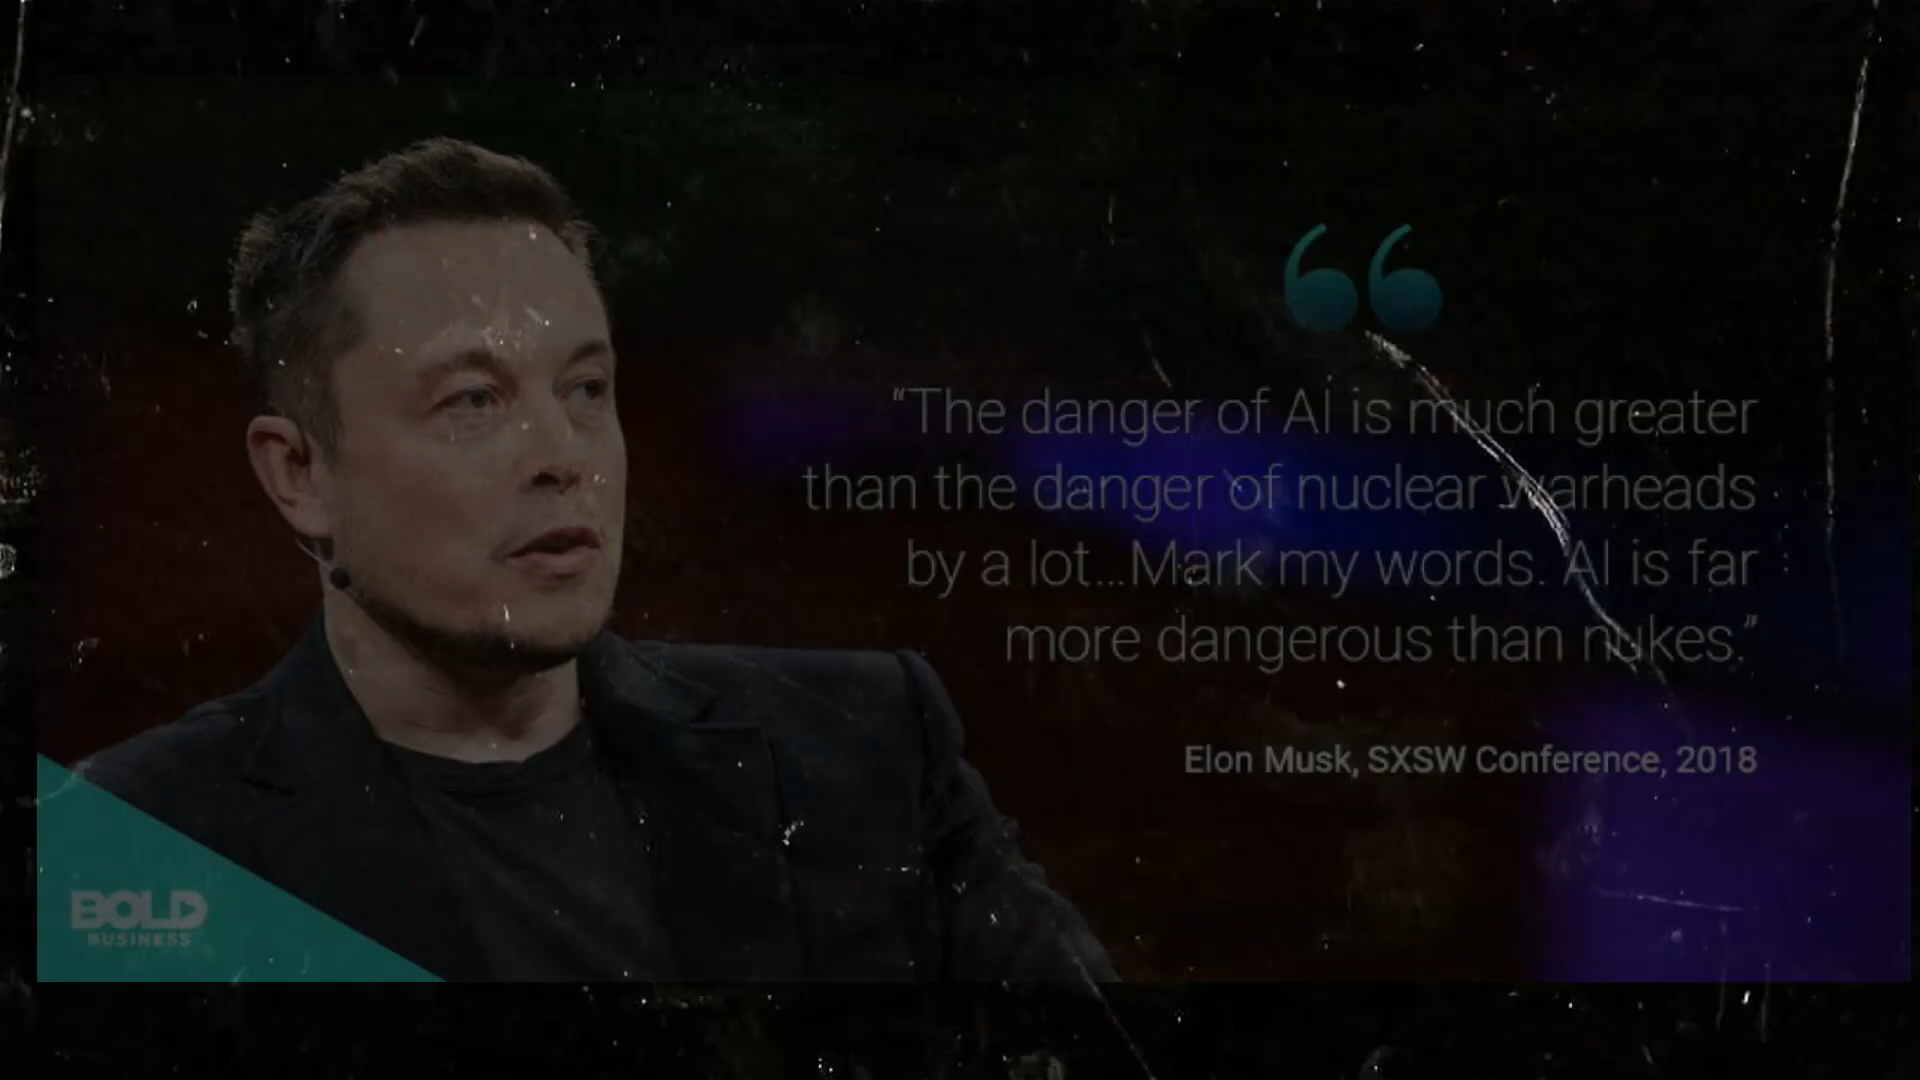 “The danger of AI is much greater
than the danger of nuclear warheads
by a lot...Mark my words. AI is far
more dangerous than nukes.”
Elon Musk, SXSW Conference, 2018
BOLD
BUSINESS